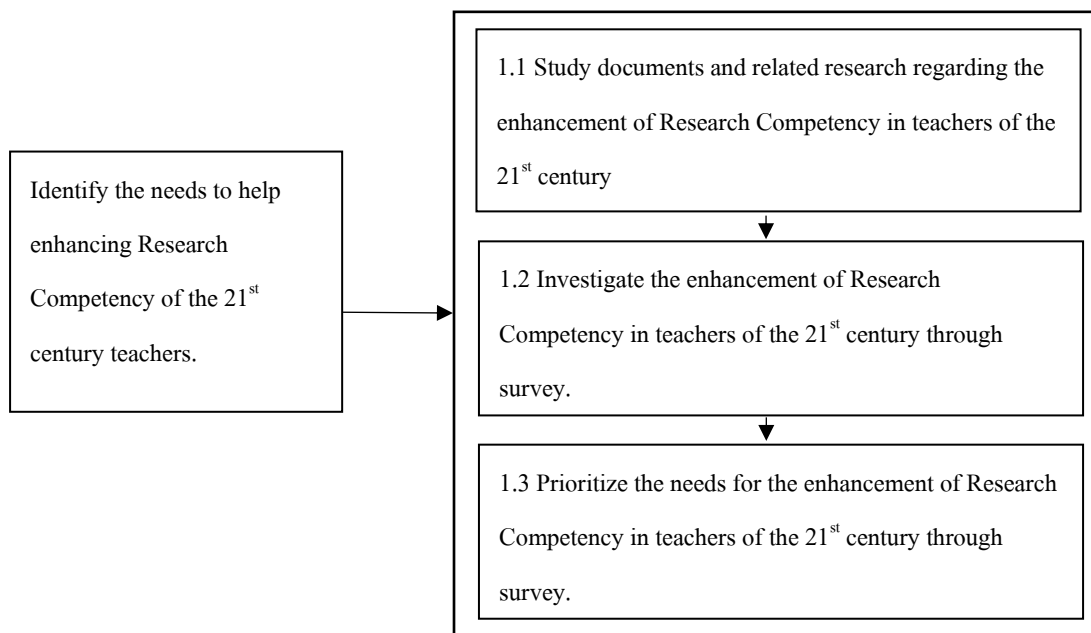 Identify the needs to help
enhancing Research
Competency of the 21st
century teachers.
1.1 Study documents and related research regarding the
enhancement of Research Competency in teachers of the
21st century
1.2 Investigate the enhancement of Research
Competency in teachers of the 21st century through
survey.
1.3 Prioritize the needs for the enhancement of Research
Competency in teachers of the 21st century through
survey.